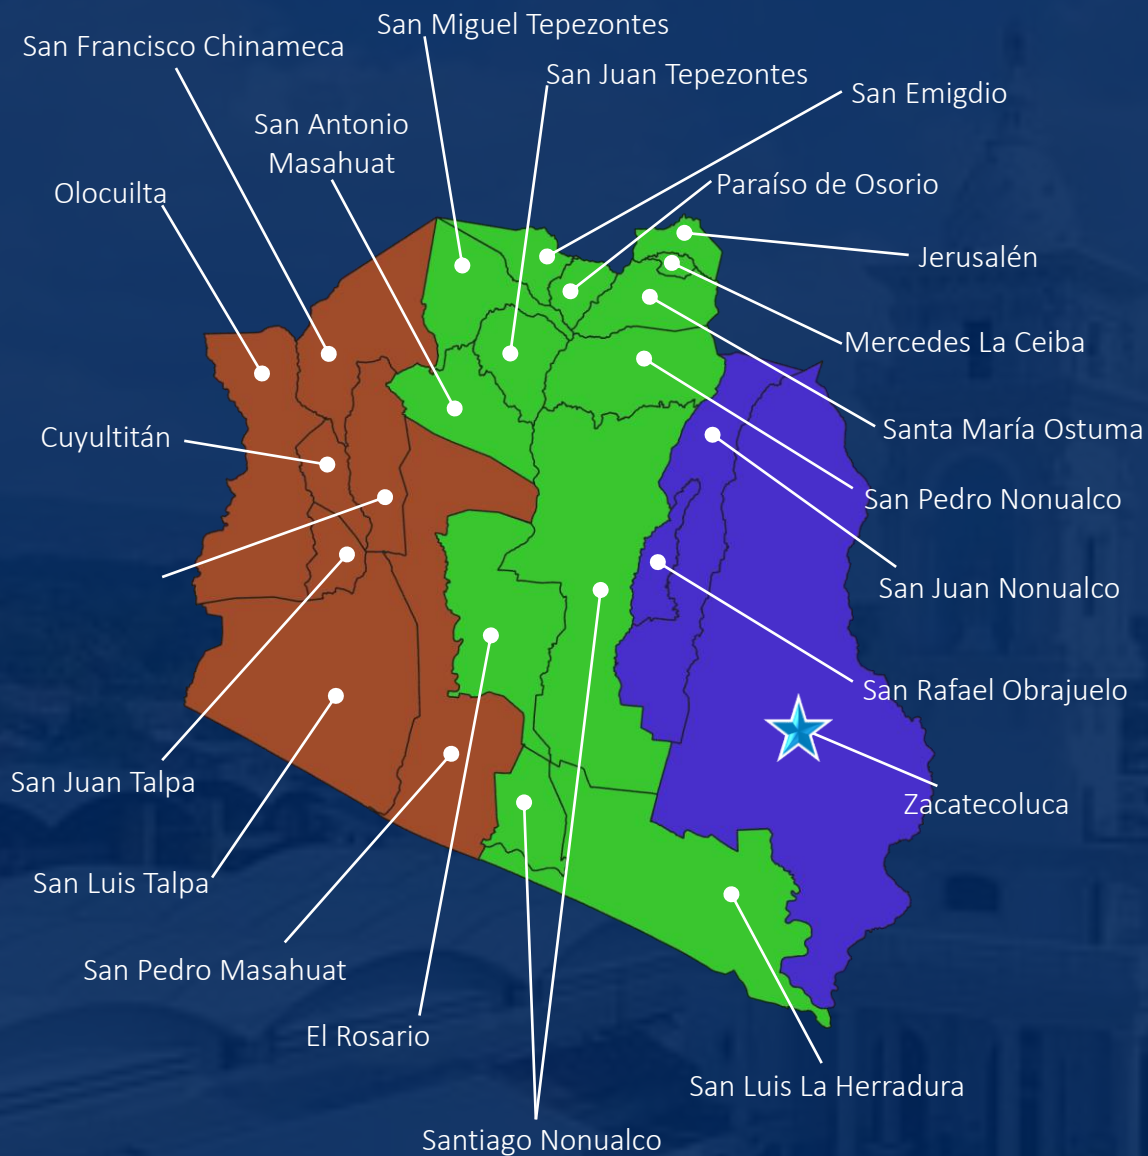 San Miguel Tepezontes
San Francisco Chinameca
San Juan Tepezontes
San Emigdio
San Antonio
Masahuat
Paraíso de Osorio
Olocuilta
Jerusalén
Mercedes La Ceiba
Santa María Ostuma
Cuyultitán
San Pedro Nonualco
San Juan Nonualco
San Rafael Obrajuelo
San Juan Talpa
Zacatecoluca
San Luis Talpa
San Pedro Masahuat
El Rosario
San Luis La Herradura
Santiago Nonualco